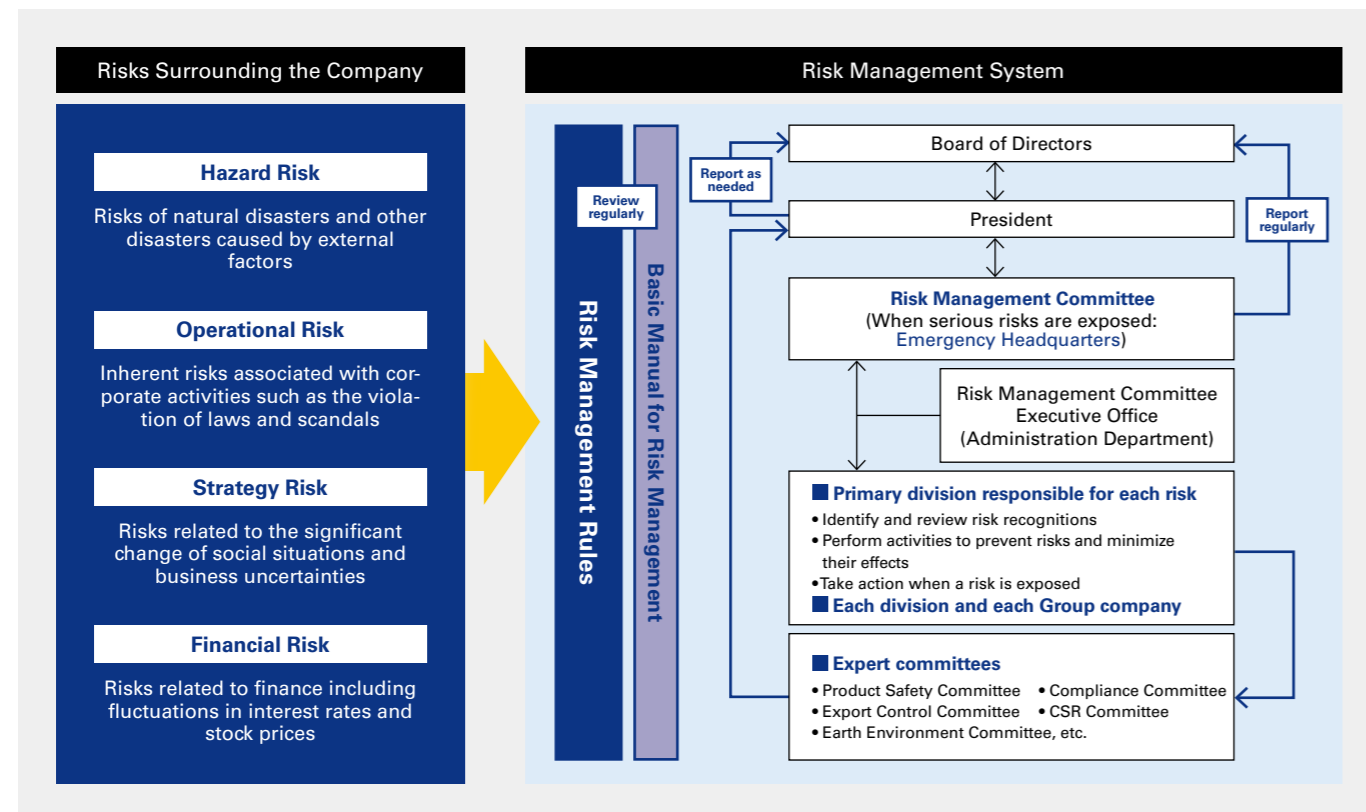 Risks Surrounding the Company
Hazard Risk
Risks of natural disasters and other
disasters caused by external
factors
Operational Risk
Inherent risks associated with cor-
porate activities such as the viola-
tion of laws and scandals
Strategy Risk
Risks related to the significant
change of social situations and
business uncertainties
Financial Risk
Risks related to finance including
fluctuations in interest rates and
stock prices
Risk Management System
Risk Management Rules
Review
regularly
Basic Manual for Risk Management
Report as
needed
Board of Directors
President
Report
regularly
Risk Management Committee
(When serious risks are exposed:
Emergency Headquarters)
Risk Management Committee
Executive Office
(Administration Department)
■ Primary division responsible for each risk
• Identify and review risk recognitions
• Perform activities to prevent risks and minimize
their effects
•Take action when a risk is exposed
■ Each division and each Group company
■ Expert committees
• Product Safety Committee • Compliance Committee
• Export Control Committee • CSR Committee
• Earth Environment Committee, etc.